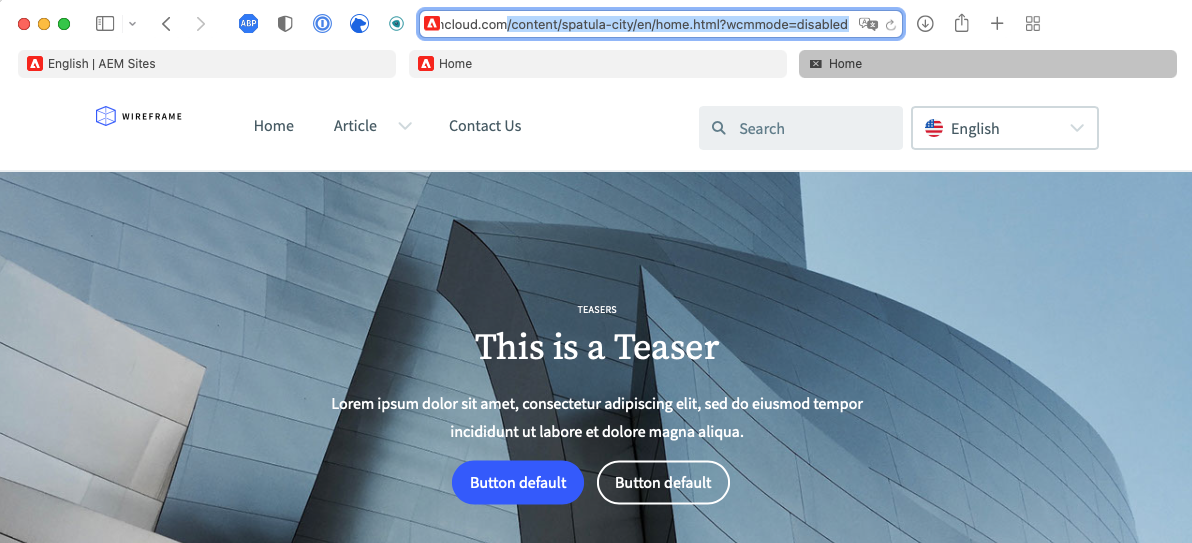 ABP
ncloud.com/content/spatula-city/en/home.html?wcmmode=disabled
English | AEM Sites
Home
Home
WIREFRAME
Home
Article
Contact Us
Search
English
TEASERS
This is a Teaser
Lorem ipsum dolor sit amet, consectetur adipiscing elit, sed do eiusmod tempor
incididunt ut labore et dolore magna aliqua.
Button default
Button default